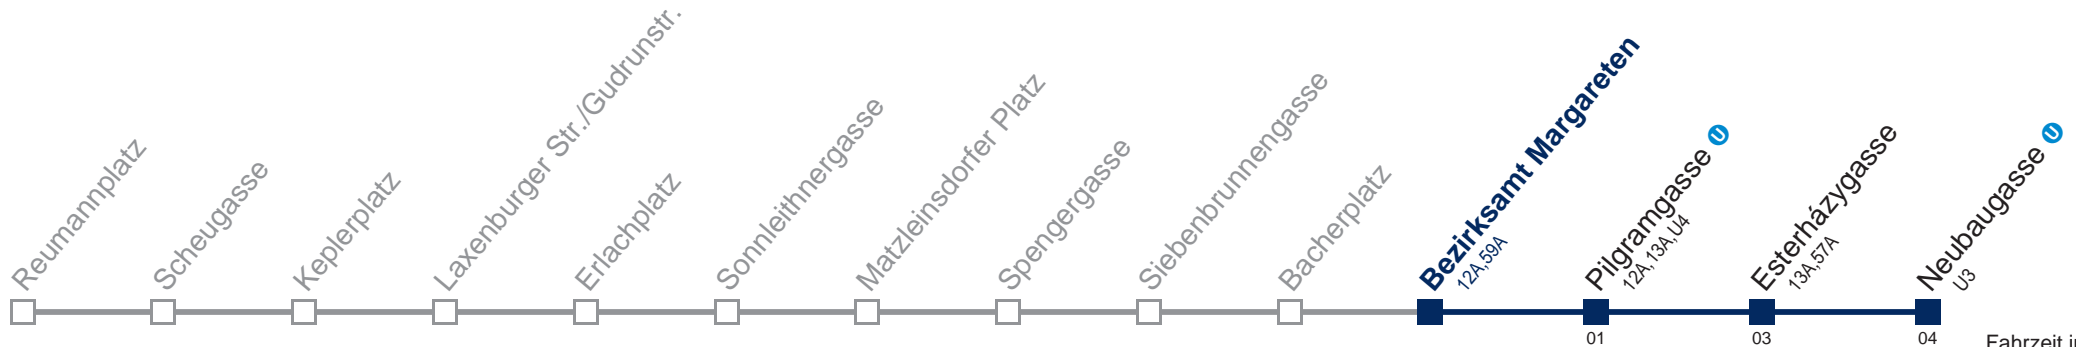 Reumannplatz
Scheugasse
Keplerplatz
Laxenburger Str./Gudrunstr.
Erlachplatz
Sonnleithnergasse
Matzleinsdorfer Platz
Spengergasse
Siebenbrunnengasse
Bacherplatz
Bezirksamt Margareten
12A,59A
Pilgramgasse U
12A,13A,U4
Esterházygasse
13A,57A
Neubaugasse U
U3
01
03
04
Fahrzeit